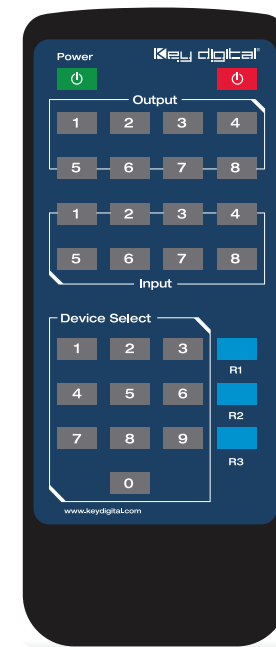 Power Key digital®
Output
1 2 3 4
5 6 7 8
1 2 3 4
5 6 7 8
Input
Device Select
1 2 3
R1
4 5 6
R2
7 8 9
R3
0
www.keydigital.com